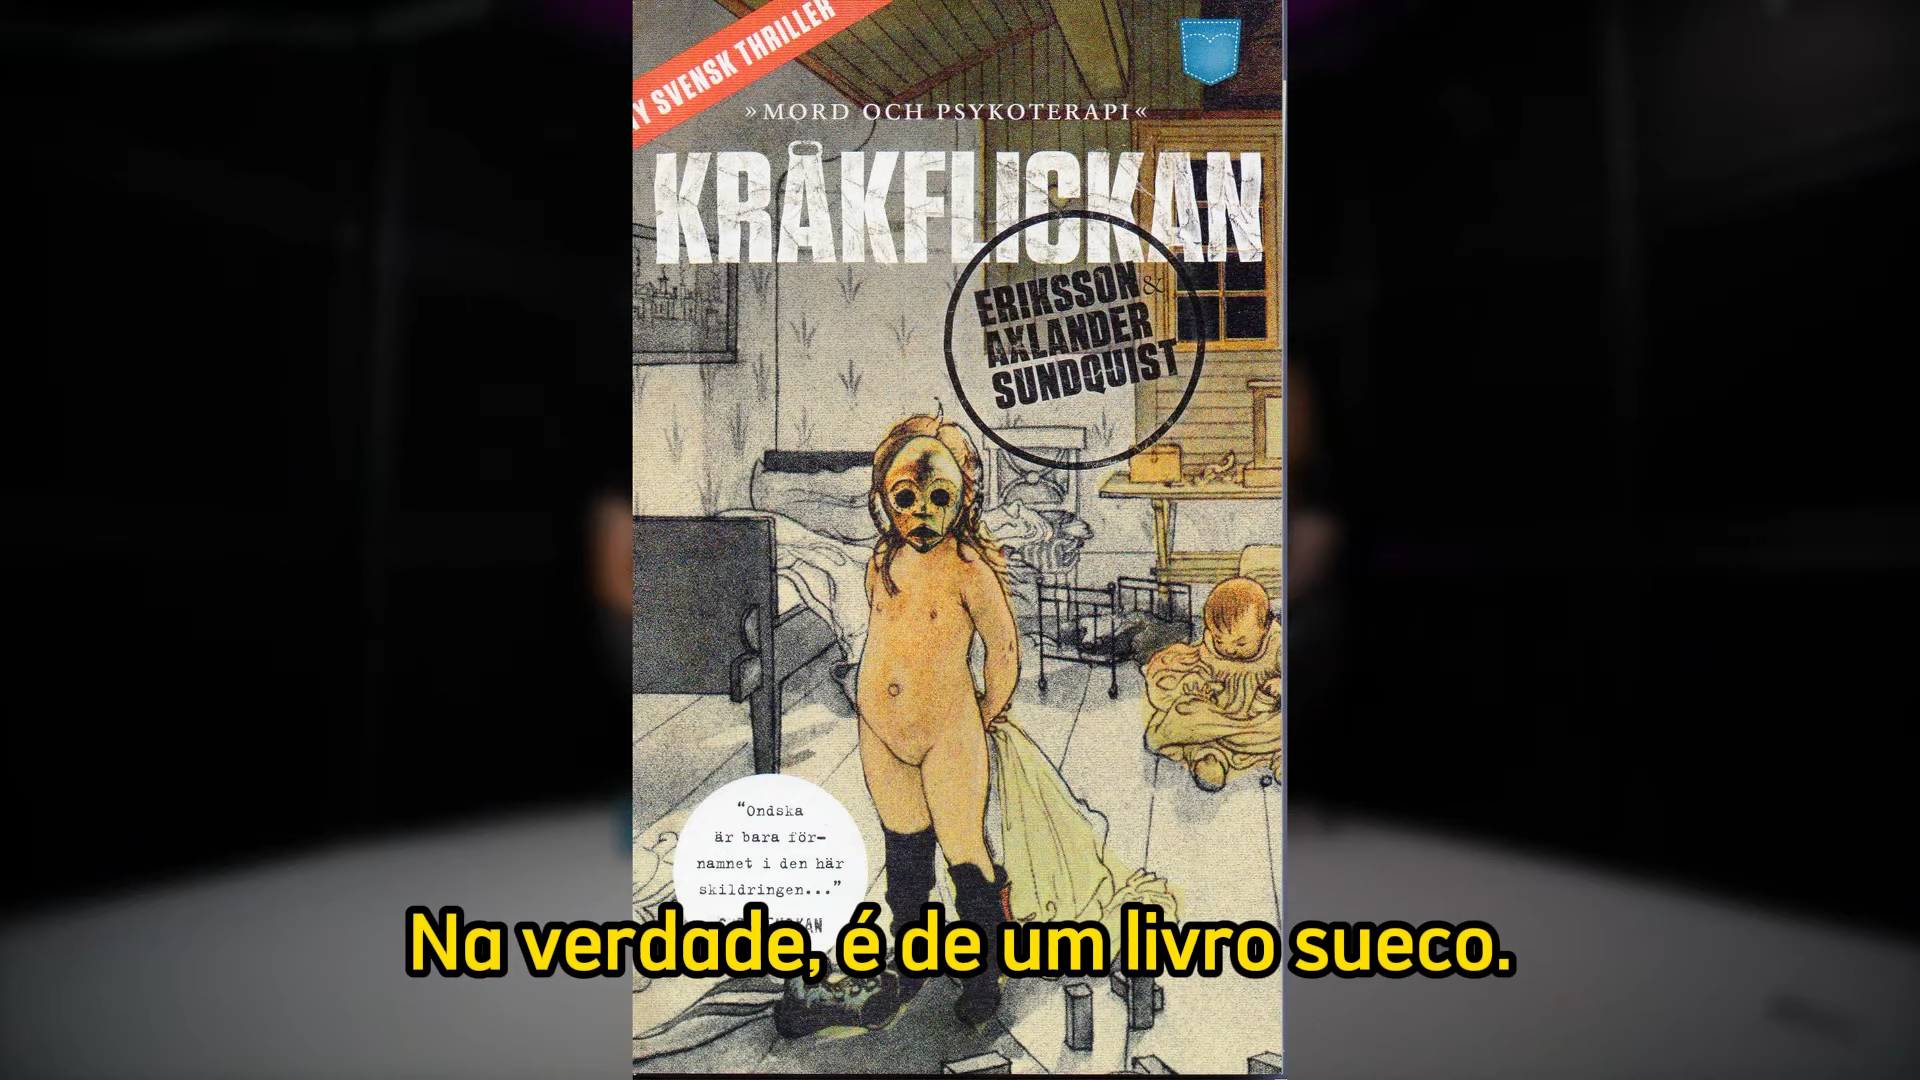 NY SVENSK THRILLER
»MORD OCH PSYKOTERAPI«
KRÅKFLICKAN
ERIKSSON &
AXLANDER
SUNDQUIST
“Ondska
är bara för-
namnet i den här
skildringen...”
Na verdade, é de um livro sueco.